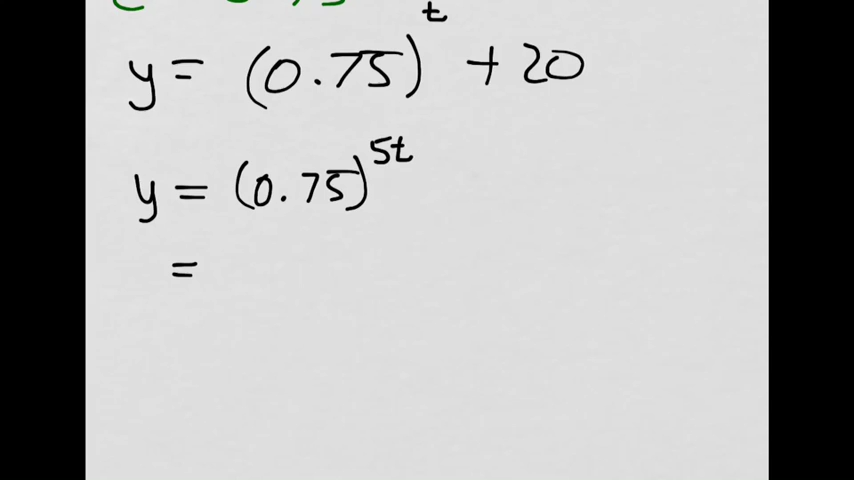 y = (0.75)^t + 20
y = (0.75)^5t
=